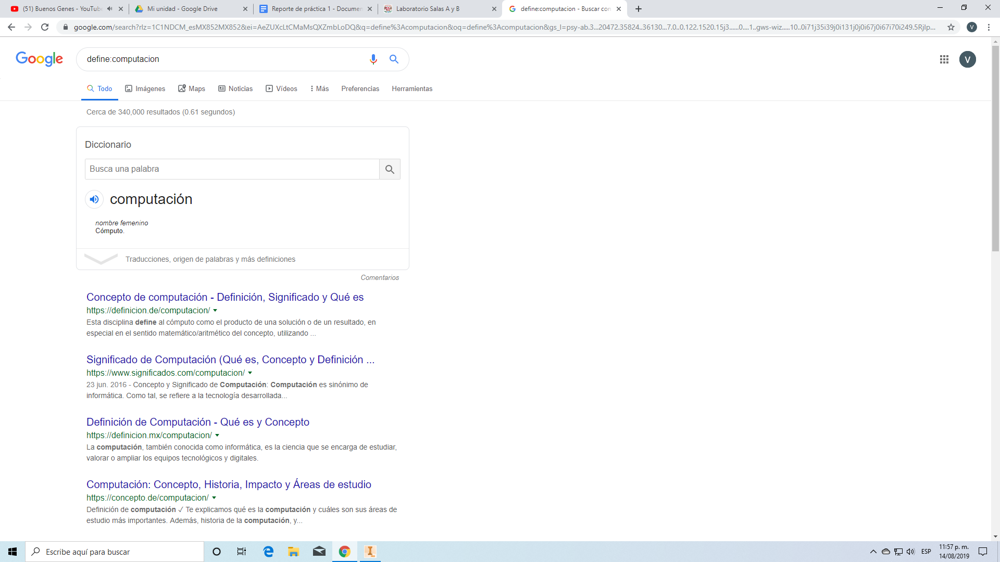 (51) Buenos Genes - YouTube
Mi unidad - Google Drive
Reporte de práctica 1 - Documen
Laboratorio Salas A y B
define:computacion - Buscar con
google.com/search?rlz=1C1NDCM_esMX852MX852&ei=AeZUXcLtCMaMsQXZmbLoDQ&q=define%3Acomputacion&oq=define%3Acomputacion&gs_l=psy-ab.3...20472.35824..36130...7.0..0.122.1520.15j3......0....1..gws-wiz.....10..0i71j35i39j0i131j0j0i67j0i67i70i249.5RjIp...
V
Google
define:computacion
V
Todo
Imágenes
Maps
Noticias
Vídeos
Más
Preferencias
Herramientas
Cerca de 340,000 resultados (0.61 segundos)
Diccionario
Busca una palabra
computación
nombre femenino
Cómputo.
Traducciones, origen de palabras y más definiciones
Comentarios
Concepto de computación - Definición, Significado y Qué es
https://definicion.de/computacion/
Esta disciplina define al cómputo como el producto de una solución o de un resultado, en
especial en el sentido matemático/aritmético del concepto, utilizando ...
Significado de Computación (Qué es, Concepto y Definición ...
https://www.significados.com/computacion/
23 jun. 2016 - Concepto y Significado de Computación: Computación es sinónimo de
informática. Como tal, se refiere a la tecnología desarrollada...
Definición de Computación - Qué es y Concepto
https://definicion.mx/computacion/
La computación, también conocida como informática, es la ciencia que se encarga de estudiar,
valorar o ampliar los equipos tecnológicos y digitales.
Computación: Concepto, Historia, Impacto y Áreas de estudio
https://concepto.de/computacion/
Definición de computación ✓ Te explicamos qué es la computación y cuáles son sus áreas de
estudio más importantes. Además, historia de la computación, y...
Escribe aquí para buscar
ESP
11:57 p. m.
14/08/2019